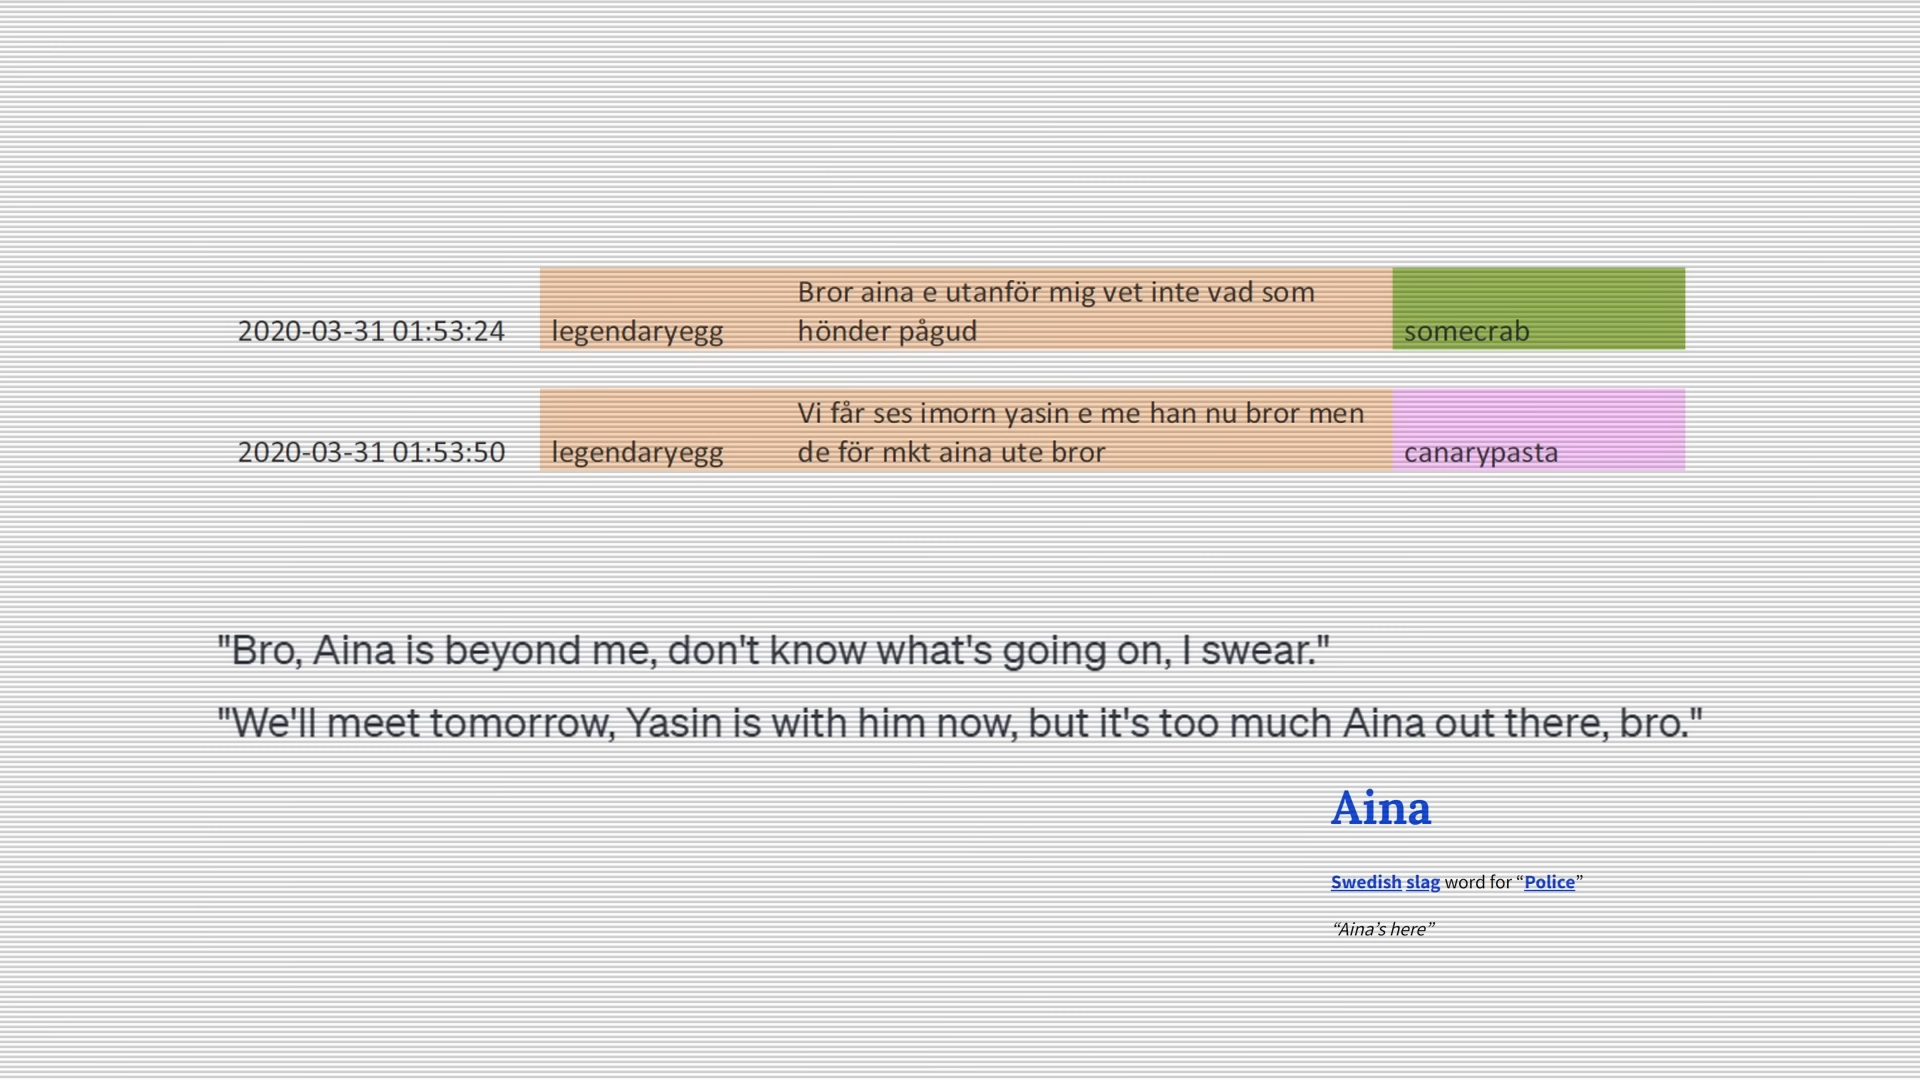 Bror aina e utanför mig vet inte vad som
2020-03-31 01:53:24 legendaryegg hönder pågud somecrab
Vi får ses imorn yasin e me han nu bror men
2020-03-31 01:53:50 legendaryegg de för mkt aina ute bror canarypasta
"Bro, Aina is beyond me, don't know what's going on, I swear."
"We'll meet tomorrow, Yasin is with him now, but it's too much Aina out there, bro."
Aina
Swedish slag word for “Police”
“Aina’s here”